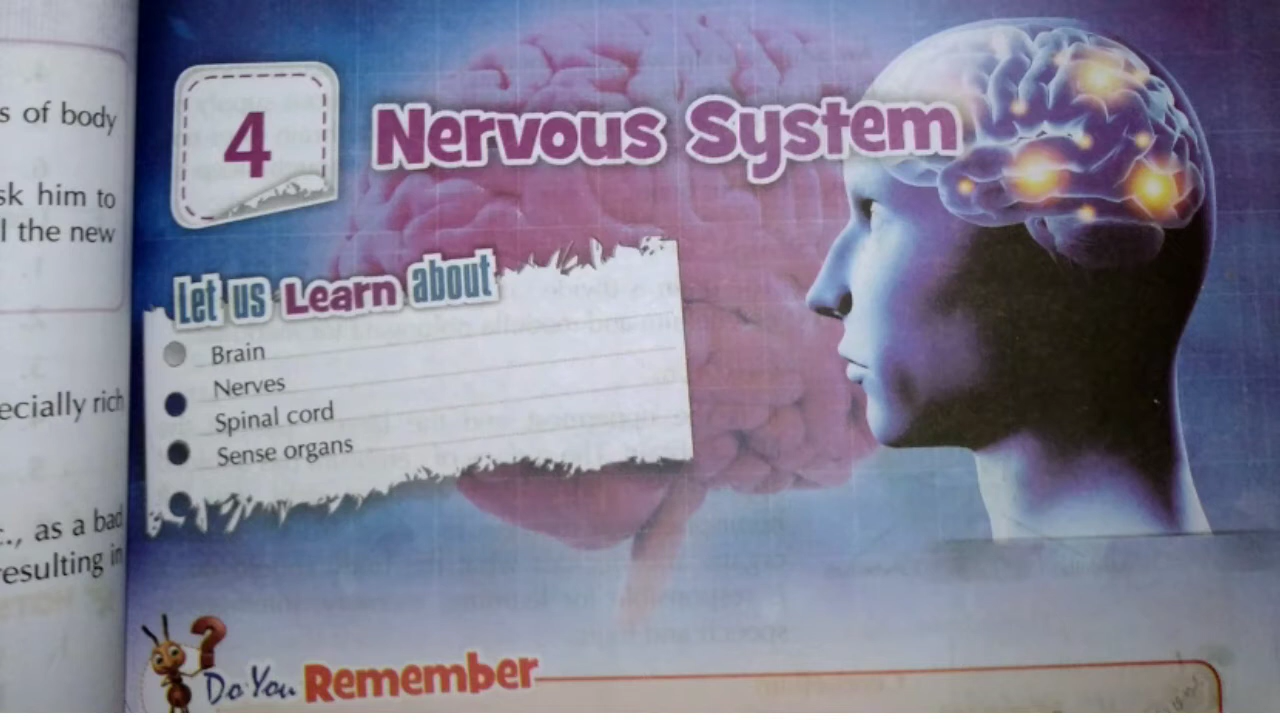 s of body
sk him to
l the new
ecially rich
., as a bad
esulting in
4
Nervous System
Let us Learn about
Brain
Nerves
Spinal cord
Sense organs
?
Do You Remember